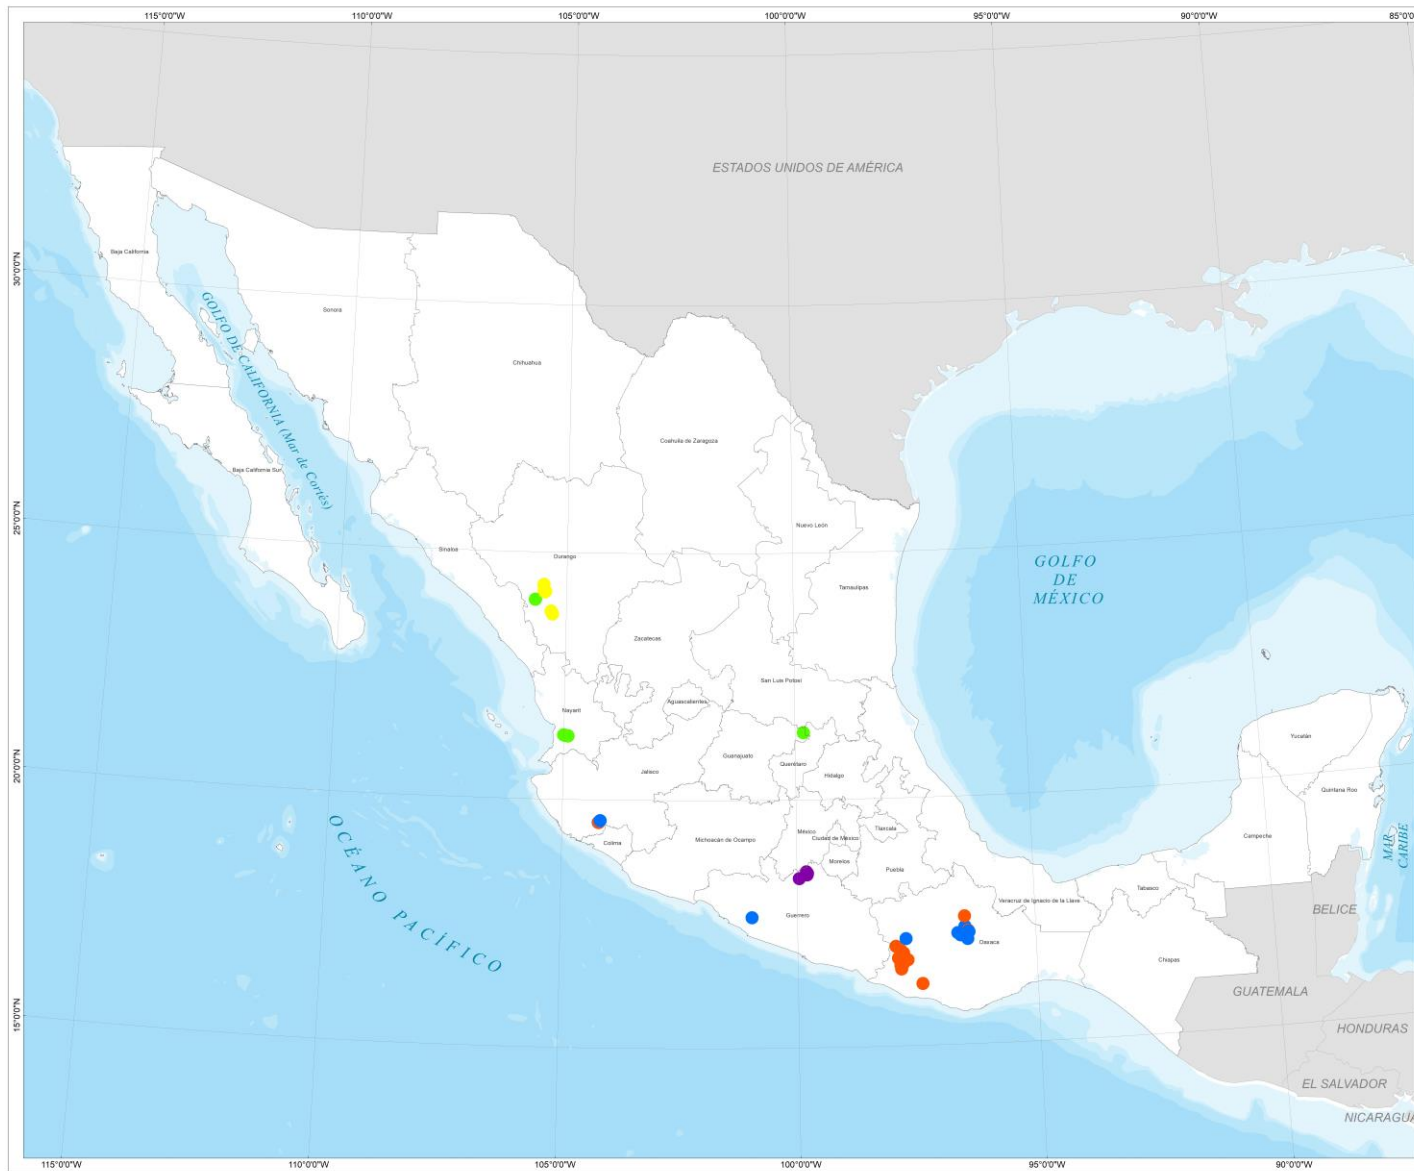 115°0'0"W
110°0'0"W
105°0'0"W
100°0'0"W
95°0'0"W
90°0'0"W
85°0'0"W
ESTADOS UNIDOS DE AMÉRICA
30°0'0"N
Baja California
Sonora
GOLFO DE CALIFORNIA (Mar de Cortés)
Chihuahua
Coahuila de Zaragoza
Baja California Sur
25°0'0"N
Nuevo León
Sinaloa
Durango
Tamaulipas
GOLFO
DE
MÉXICO
Zacatecas
San Luis Potosí
Aguascalientes
Nayarit
Yucatán
20°0'0"N
Guanajuato
Querétaro
Jalisco
Hidalgo
Quintana Roo
México
Ciudad de México
Tlaxcala
Campeche
MAR
CARIBE
Colima
Michoacán de Ocampo
Morelos
Puebla
Tabasco
Veracruz de Ignacio de la Llave
BELICE
Guerrero
OCÉANO PACÍFICO
Oaxaca
Chiapas
GUATEMALA
15°0'0"N
HONDURAS
EL SALVADOR
NICARAGUA
115°0'0"W
110°0'0"W
105°0'0"W
100°0'0"W
95°0'0"W
90°0'0"W